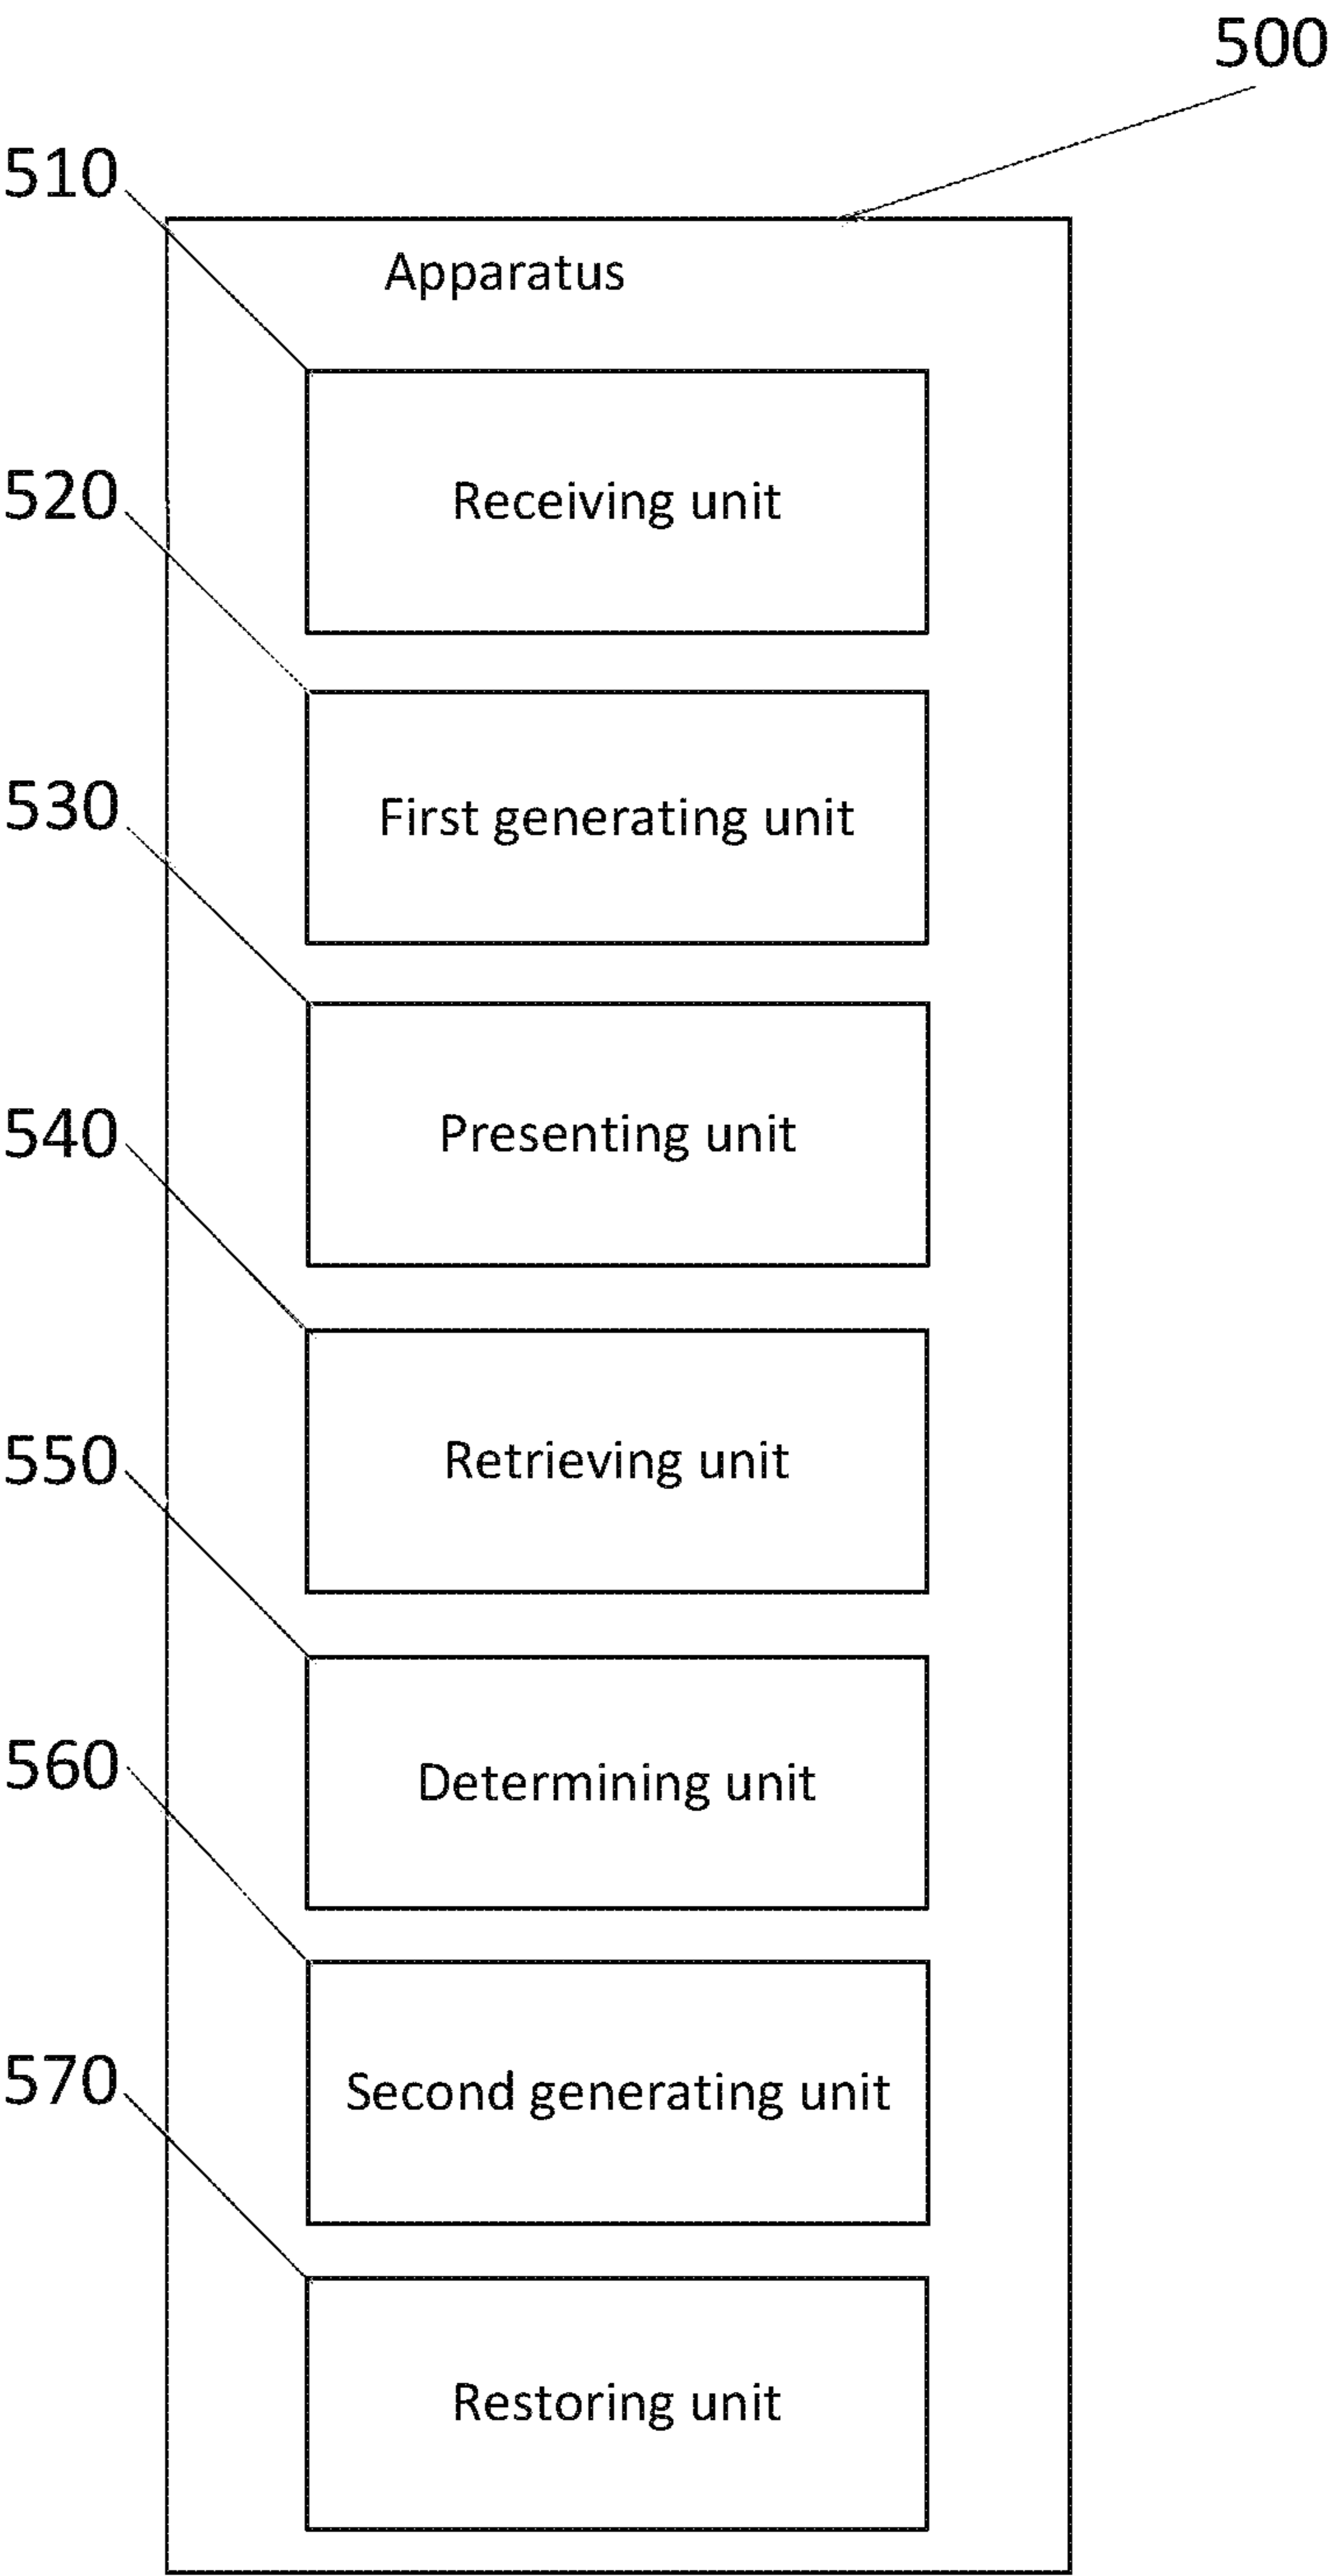 500
510
Apparatus
Receiving unit
520
First generating unit
530
Presenting unit
540
Retrieving unit
550
Determining unit
560
Second generating unit
570
Restoring unit